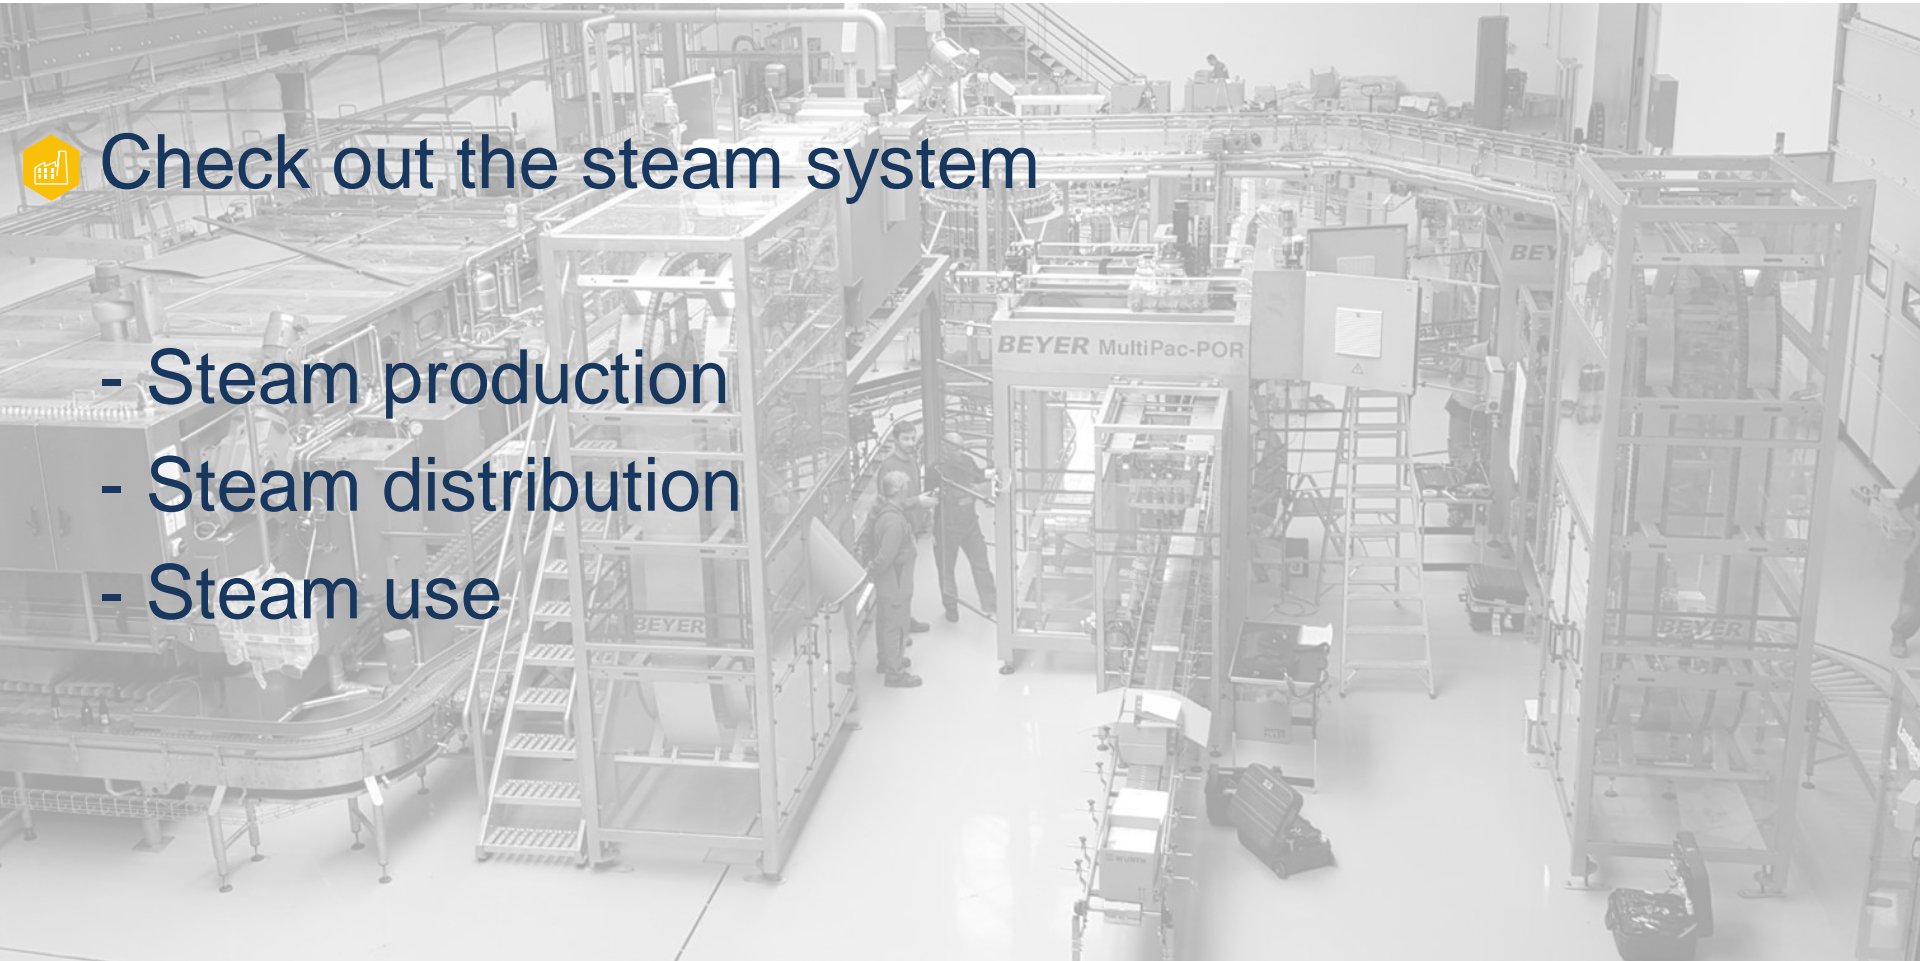 Check out the steam system
- Steam production
- Steam distribution
- Steam use
BEYER MultiPac-POR
BEY
BEYER
BEYER